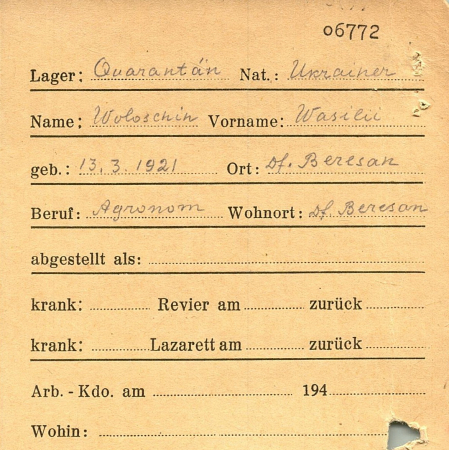 06772
Lager: Quarantän Nat.: Ukrainer
Name: Woloschin Vorname: Wasilii
geb.: 13.3.1921 Ort: Df. Beresan
Beruf: Agronom Wohnort: Df. Beresan
abgestellt als:
krank: Revier am zurück
krank: Lazarett am zurück
Arb.-Kdo. am 194
Wohin: